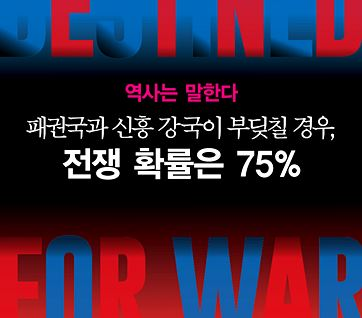 DESTINED
역사는 말한다
패권국과 신흥 강국이 부딪칠 경우,
전쟁 확률은 75%
FOR WAR